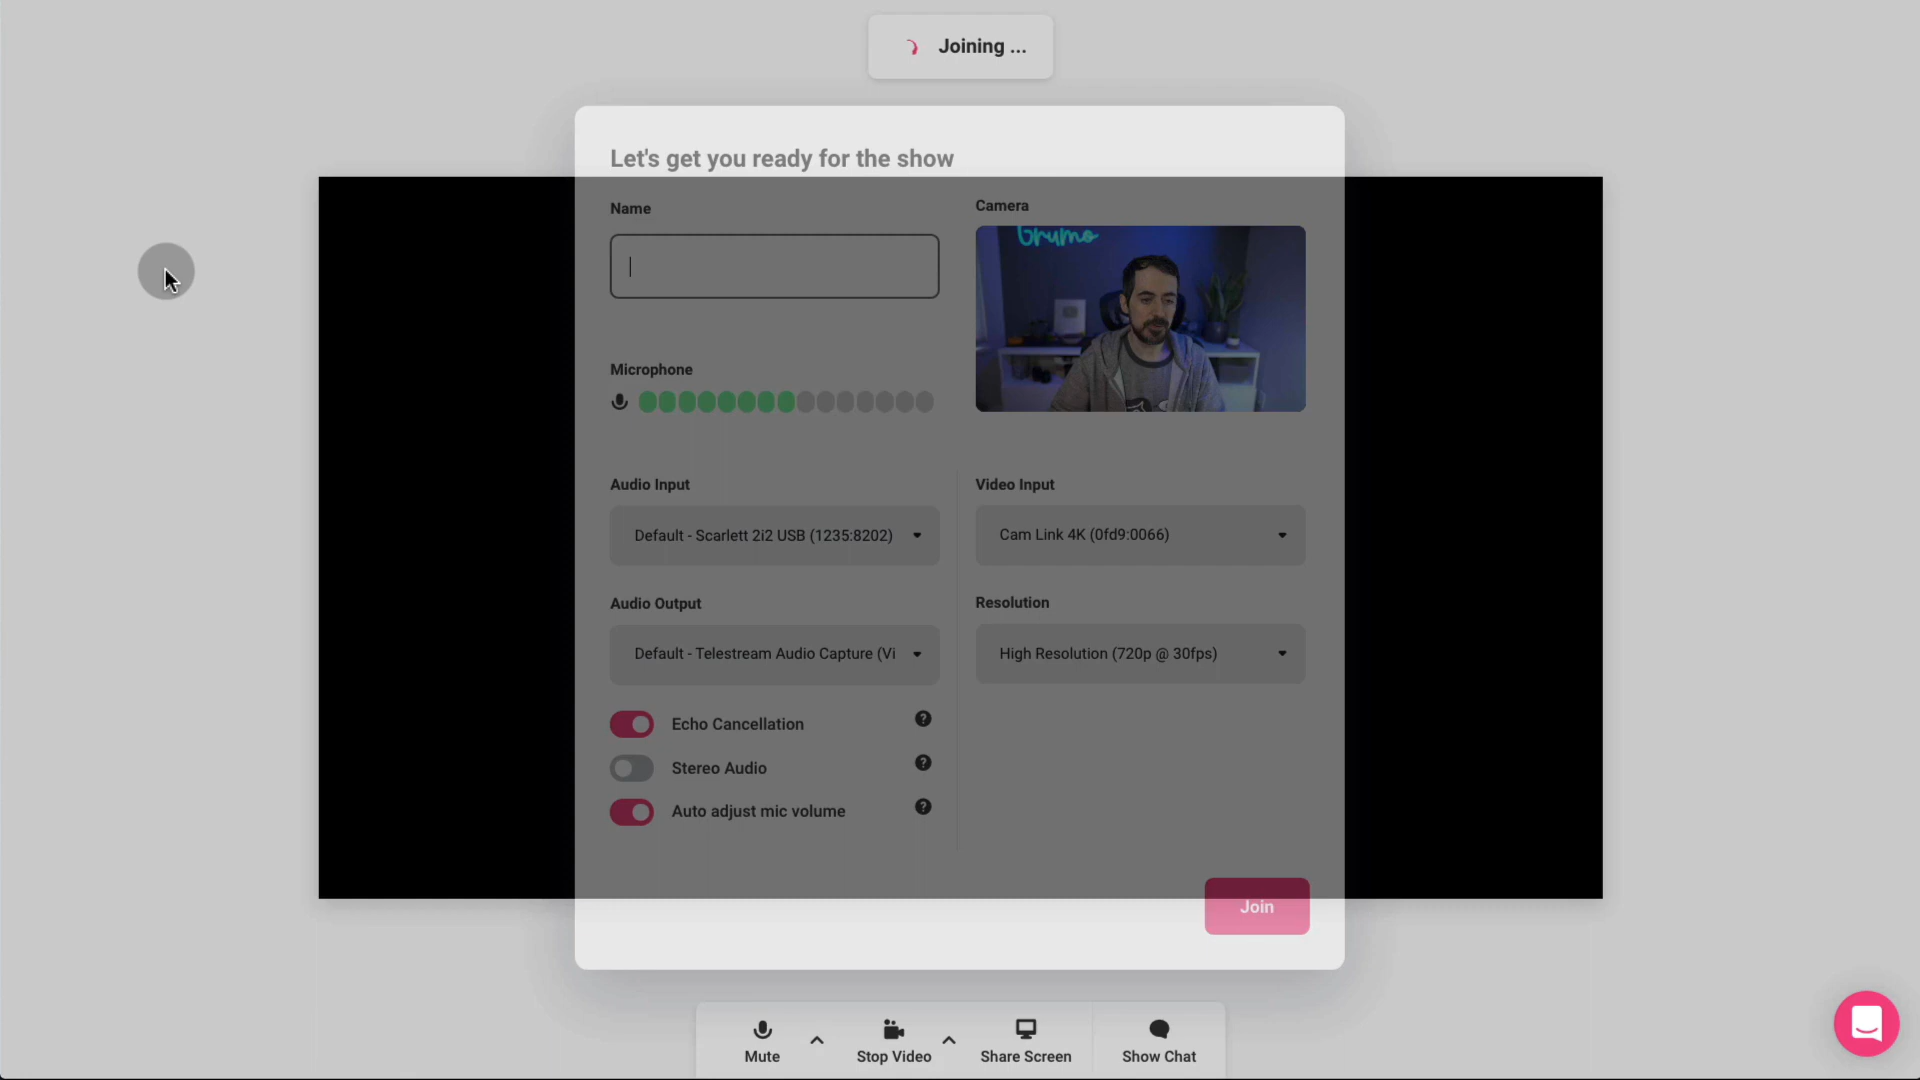 Joining ...
Let's get you ready for the show
Name
Camera
Grumo
Microphone
Audio Input
Video Input
Default - Scarlett 2i2 USB (1235:8202)
Cam Link 4K (0fd9:0066)
Audio Output
Resolution
Default - Telestream Audio Capture (Vi
High Resolution (720p @ 30fps)
Echo Cancellation
?
Stereo Audio
?
Auto adjust mic volume
?
Join
Mute
Stop Video
Share Screen
Show Chat